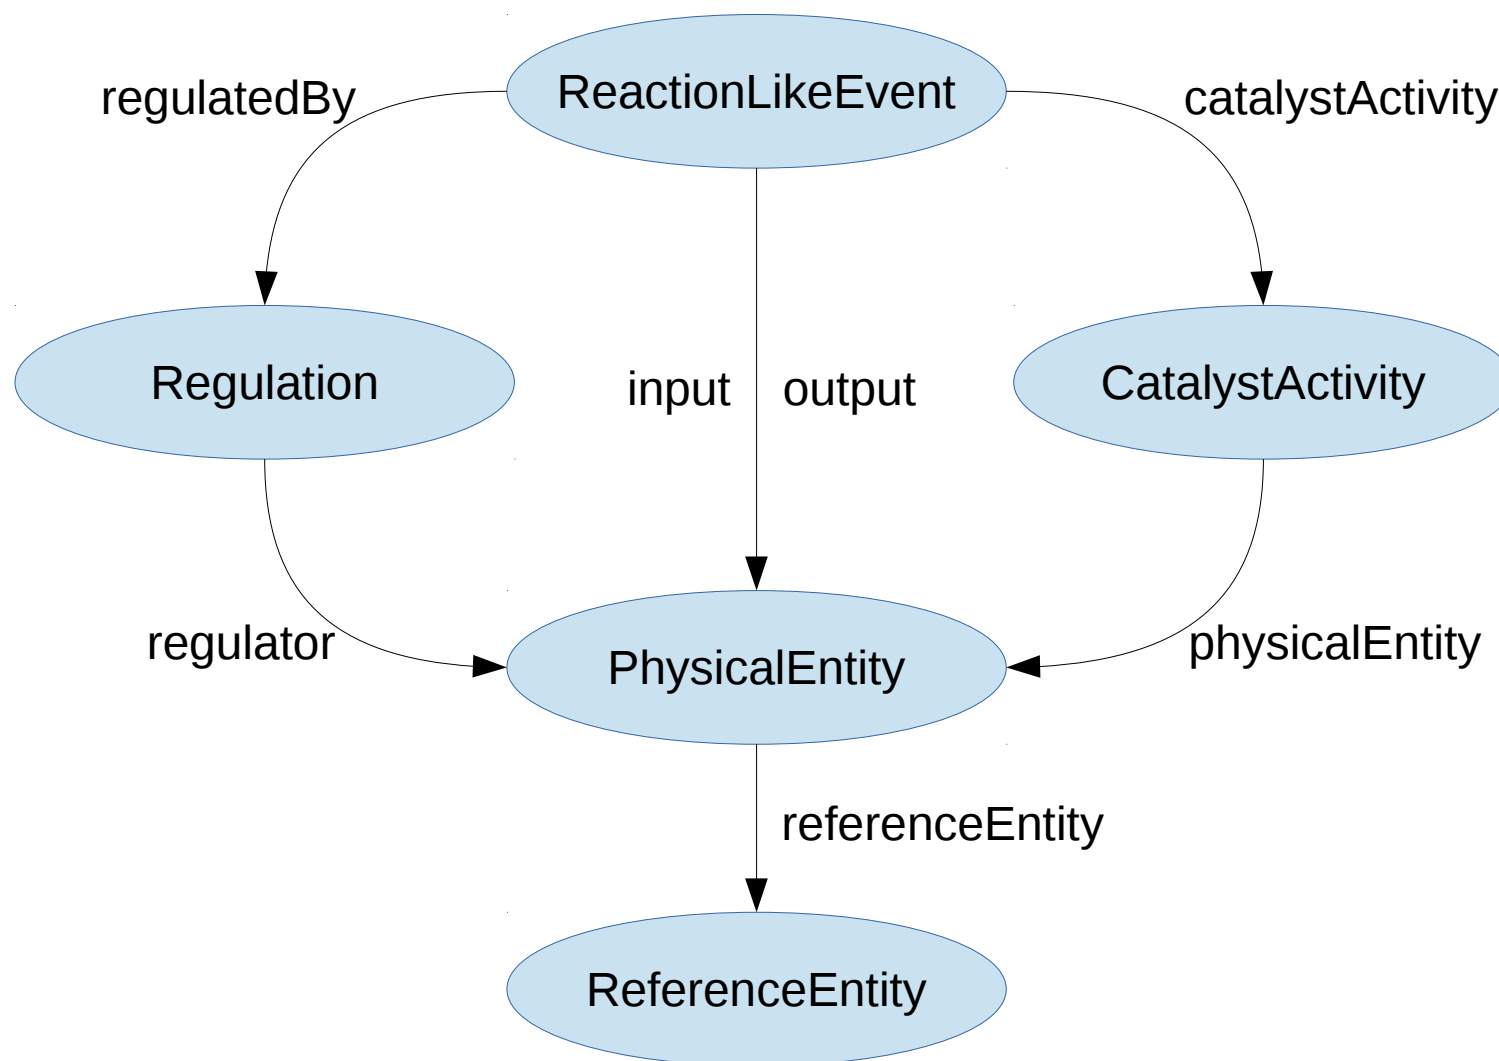 ReactionLikeEvent
regulatedBy
catalystActivity
Regulation
input
output
CatalystActivity
regulator
PhysicalEntity
physicalEntity
referenceEntity
ReferenceEntity